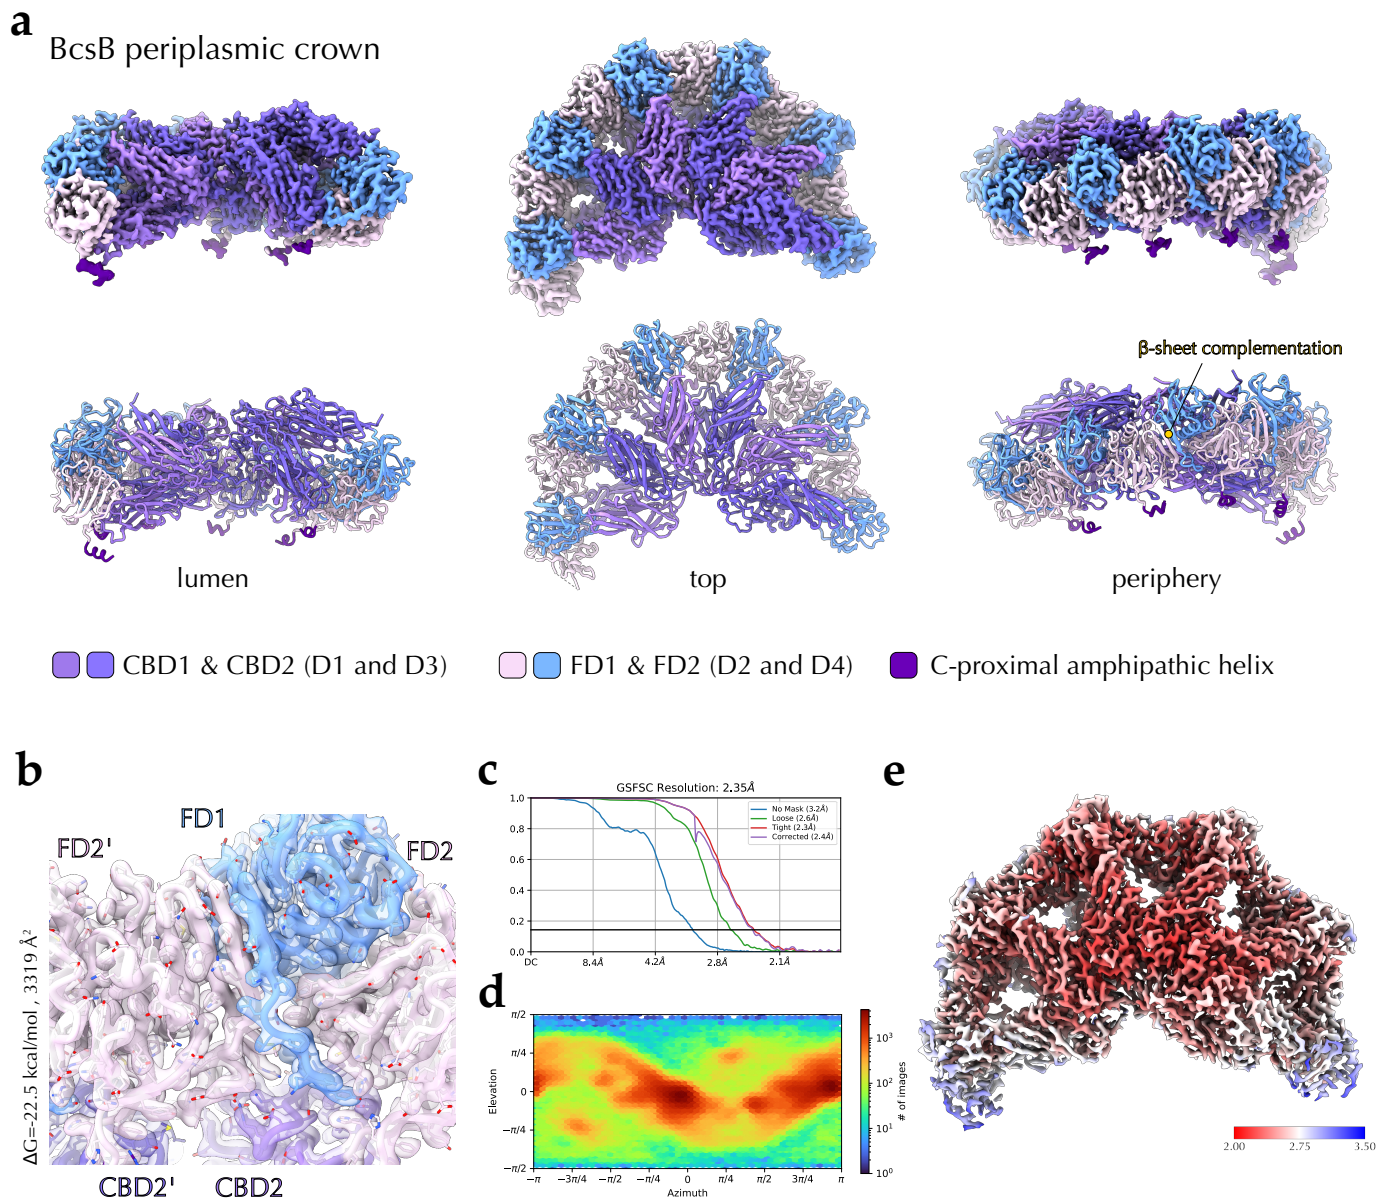 a
BcsB periplasmic crown
β-sheet complementation
lumen
top
periphery
CBD1 & CBD2 (D1 and D3)
FD1 & FD2 (D2 and D4)
C-proximal amphipathic helix
b
FD1
FD2'
FD2
ΔG=-22.5 kcal/mol , 3319 Å²
CBD2'
CBD2
c
GSFSC Resolution: 2.35Å
1.0
0.8
0.6
0.4
0.2
0.0
No Mask (3.2Å)
Loose (2.6Å)
Tight (2.3Å)
Corrected (2.4Å)
DC
8.4Å
4.2Å
2.8Å
2.1Å
d
π/2
π/4
0
−π/4
−π/2
Elevation
−π
−3π/4
−π/2
−π/4
0
π/4
π/2
3π/4
π
Azimuth
10³
10²
10¹
10⁰
# of images
e
2.00
2.75
3.50